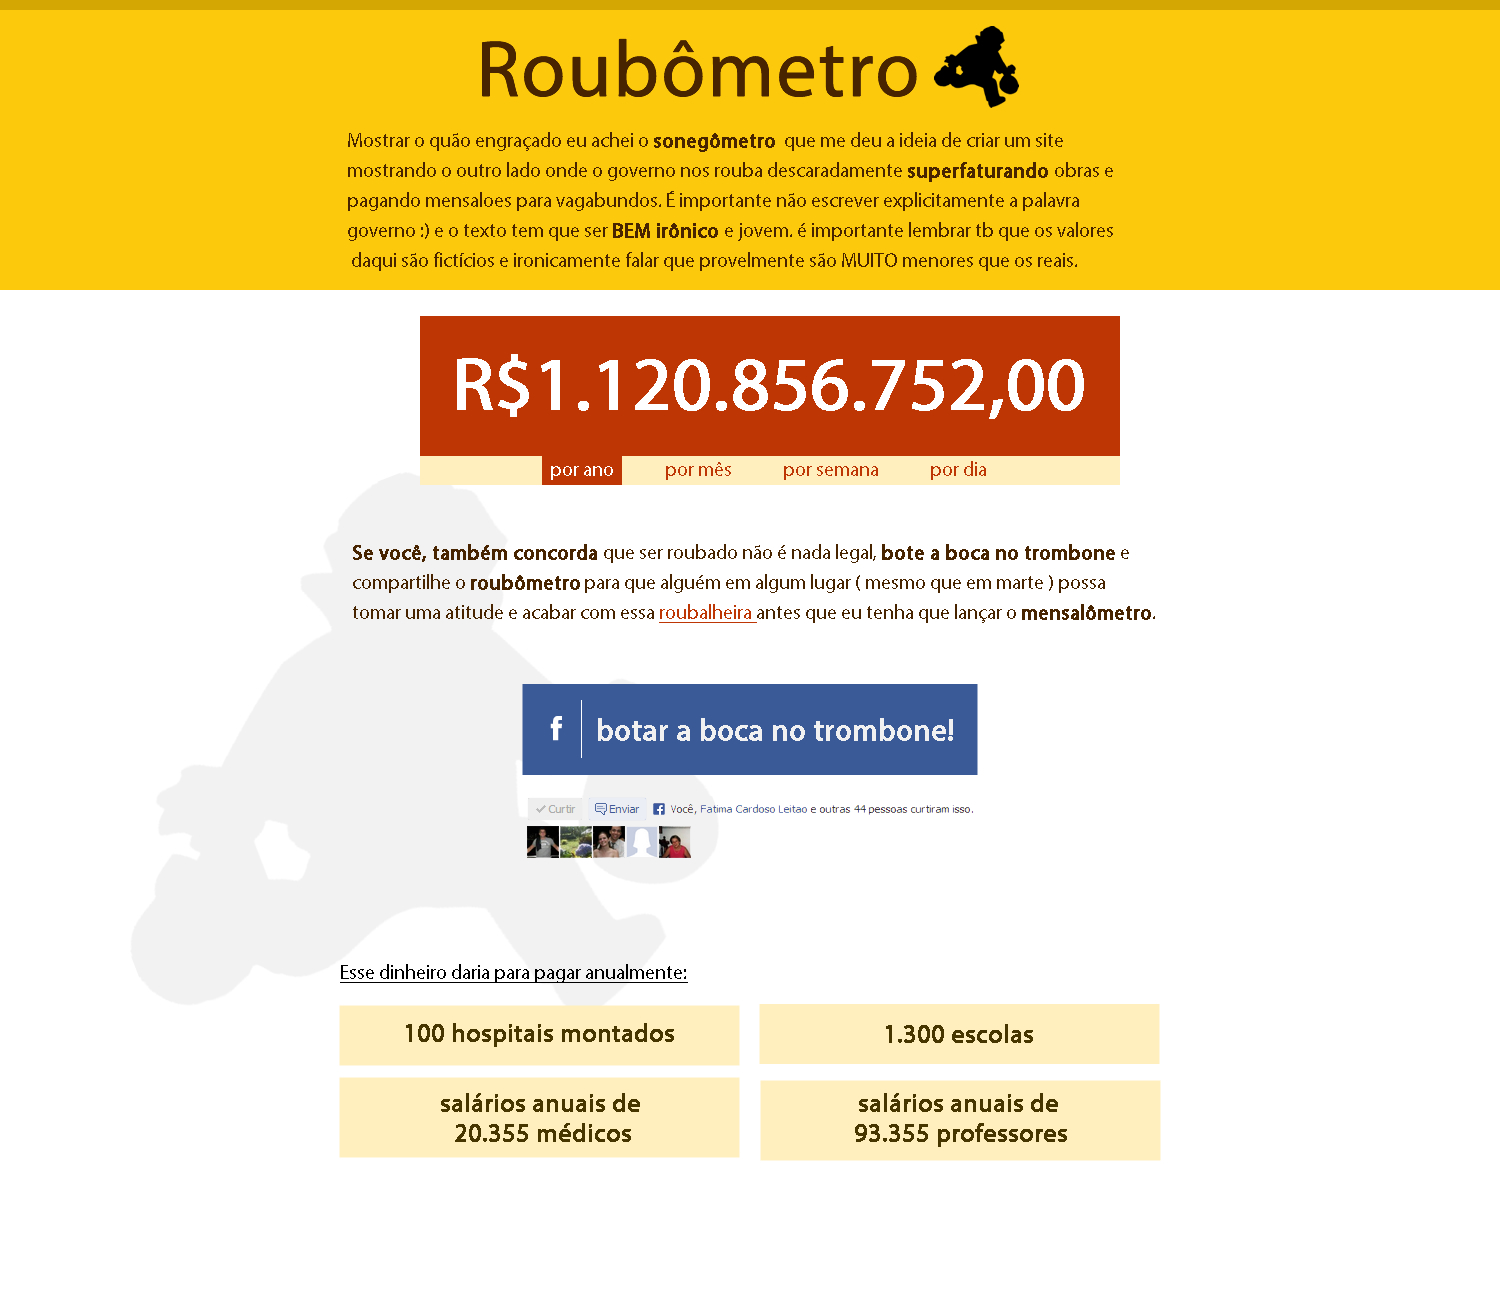 Roubômetro
Mostrar o quão engraçado eu achei o sonegômetro que me deu a ideia de criar um site
mostrando o outro lado onde o governo nos rouba descaradamente superfaturando obras e
pagando mensaloes para vagabundos. É importante não escrever explicitamente a palavra
governo :) e o texto tem que ser BEM irônico e jovem. é importante lembrar tb que os valores
daqui são fictícios e ironicamente falar que provelmente são MUITO menores que os reais.
R$1.120.856.752,00
por ano por mês por semana por dia
Se você, também concorda que ser roubado não é nada legal, bote a boca no trombone e
compartilhe o roubômetro para que alguém em algum lugar ( mesmo que em marte ) possa
tomar uma atitude e acabar com essa roubalheira antes que eu tenha que lançar o mensalômetro.
f botar a boca no trombone!
Curtir Enviar Você, Fatima Cardoso Leitao e outras 44 pessoas curtiram isso.
Esse dinheiro daria para pagar anualmente:
100 hospitais montados
1.300 escolas
salários anuais de
20.355 médicos
salários anuais de
93.355 professores